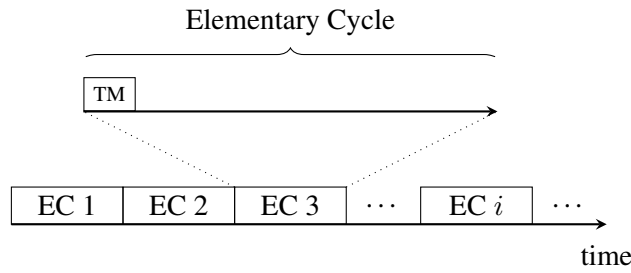 Elementary Cycle
TM
EC 1 EC 2 EC 3 ··· EC i ···
time